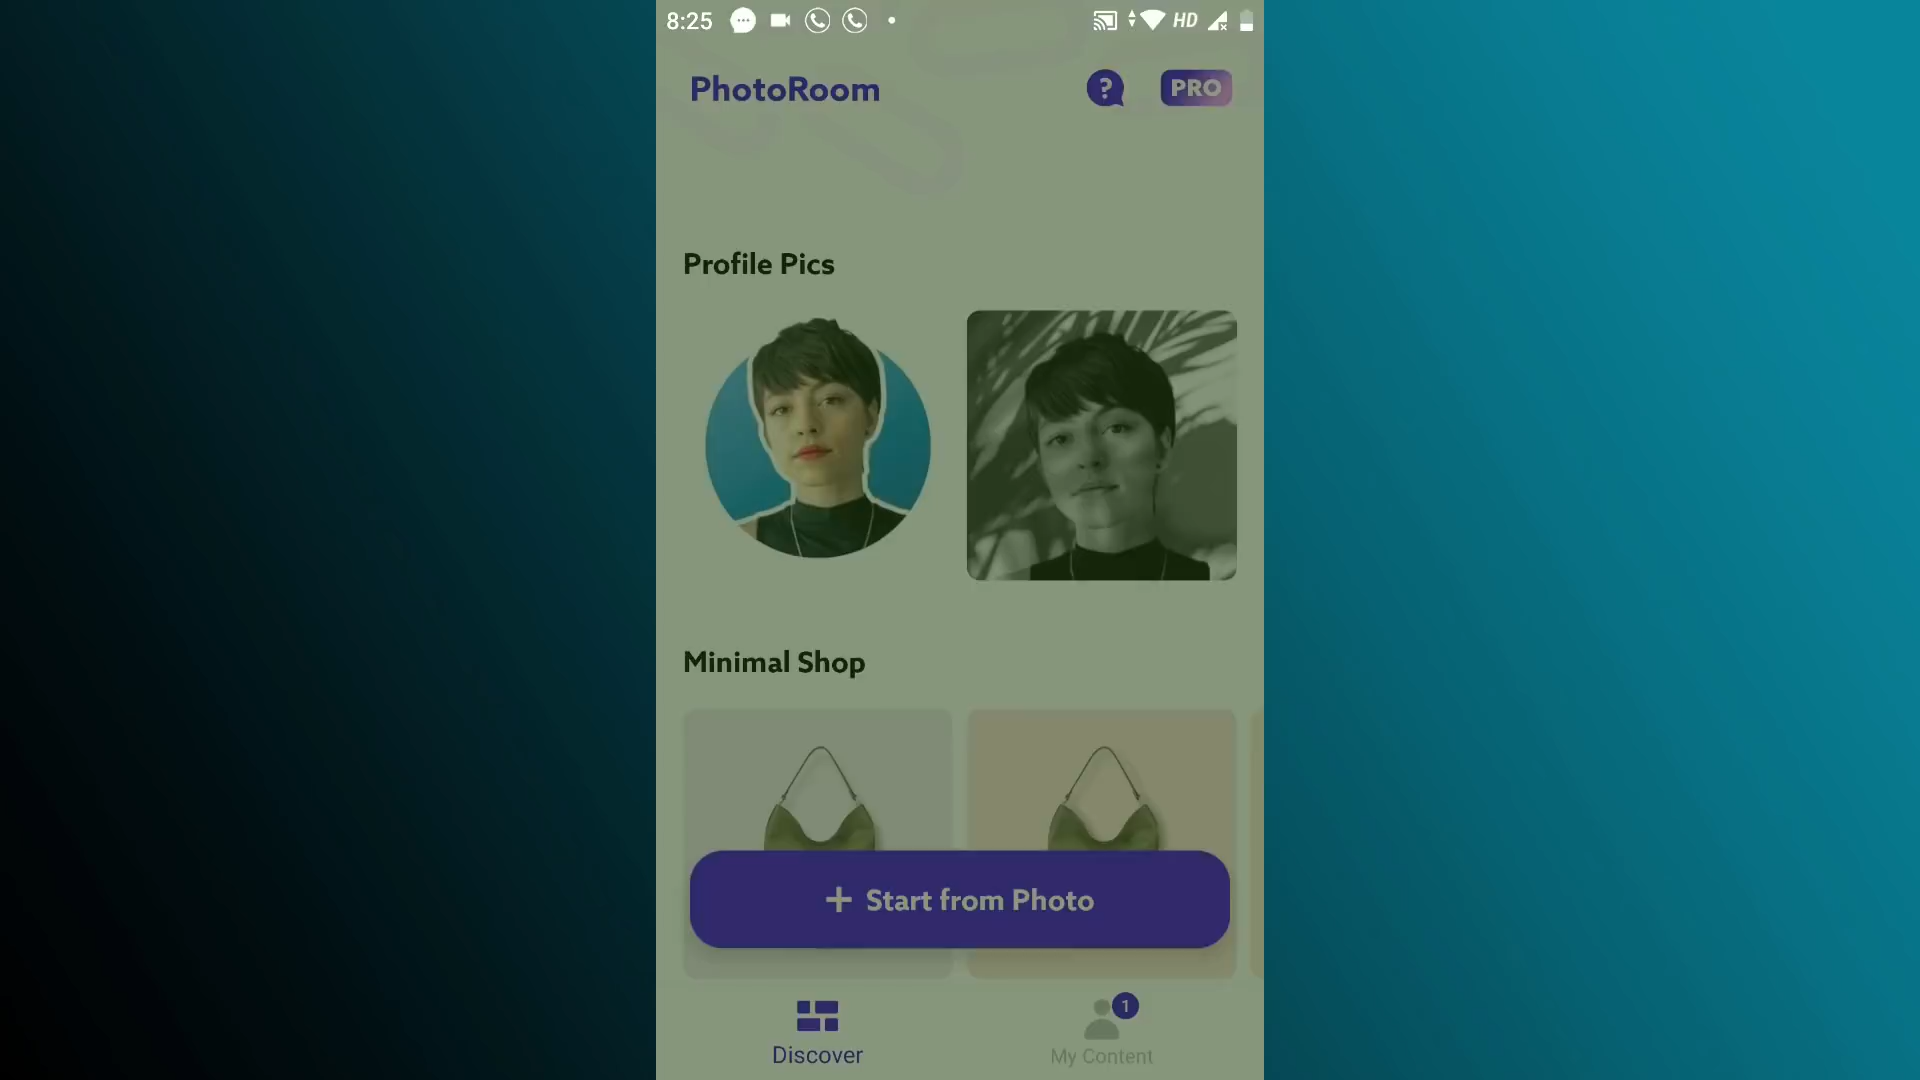 8:25
HD
PhotoRoom
?
PRO
Profile Pics
Minimal Shop
+ Start from Photo
1
Discover
My Content